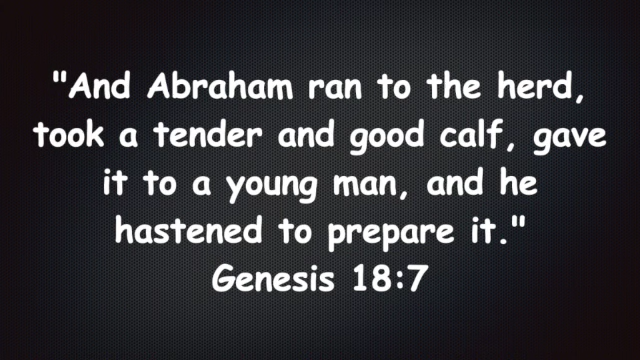 "And Abraham ran to the herd,
took a tender and good calf, gave
it to a young man, and he
hastened to prepare it."
Genesis 18:7